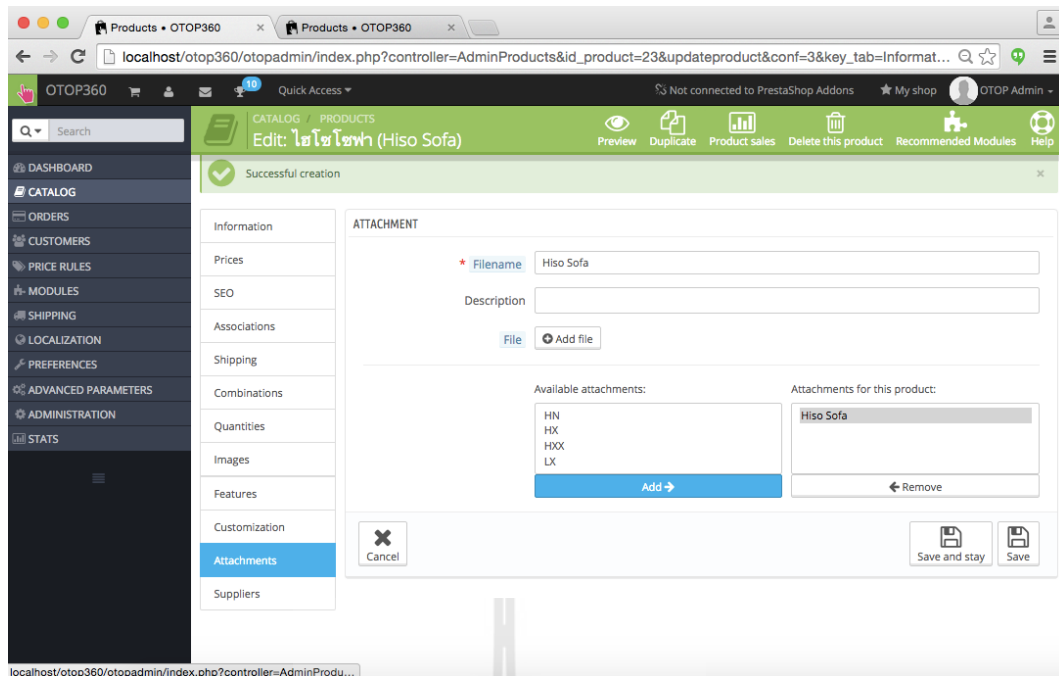 Products • OTOP360
Products • OTOP360
localhost/otop360/otopadmin/index.php?controller=AdminProducts&id_product=23&updateproduct&conf=3&key_tab=Informat...
OTOP360
10
Quick Access
Not connected to PrestaShop Addons
My shop
OTOP Admin
Search
CATALOG / PRODUCTS
Edit: ไฮโซโซฟา (Hiso Sofa)
Preview
Duplicate
Product sales
Delete this product
Recommended Modules
Help
DASHBOARD
CATALOG
ORDERS
CUSTOMERS
PRICE RULES
MODULES
SHIPPING
LOCALIZATION
PREFERENCES
ADVANCED PARAMETERS
ADMINISTRATION
STATS
Successful creation
Information
Prices
SEO
Associations
Shipping
Combinations
Quantities
Images
Features
Customization
Attachments
Suppliers
ATTACHMENT
* Filename
Hiso Sofa
Description
File
Add file
Available attachments:
HN
HX
HXX
LX
Add
Attachments for this product:
Hiso Sofa
Remove
Cancel
Save and stay
Save
localhost/otop360/otopadmin/index.php?controller=AdminProdu...